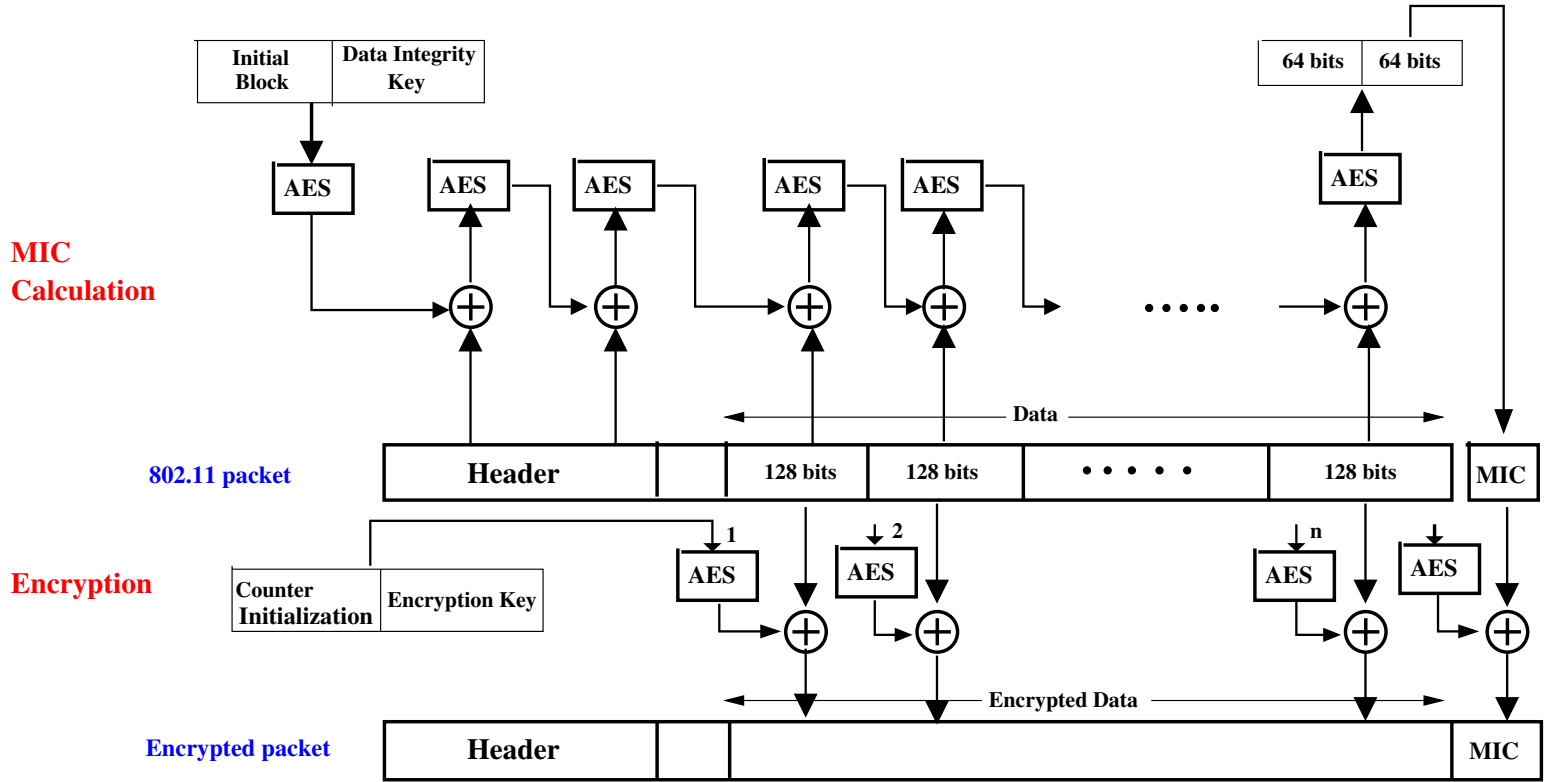 Initial
Block
Data Integrity
Key
64 bits
64 bits
AES
AES
AES
AES
AES
AES
MIC
Calculation
Data
802.11 packet
Header
128 bits
128 bits
128 bits
MIC
1
2
n
AES
AES
AES
AES
Encryption
Counter
Initialization
Encryption Key
Encrypted Data
Encrypted packet
Header
MIC